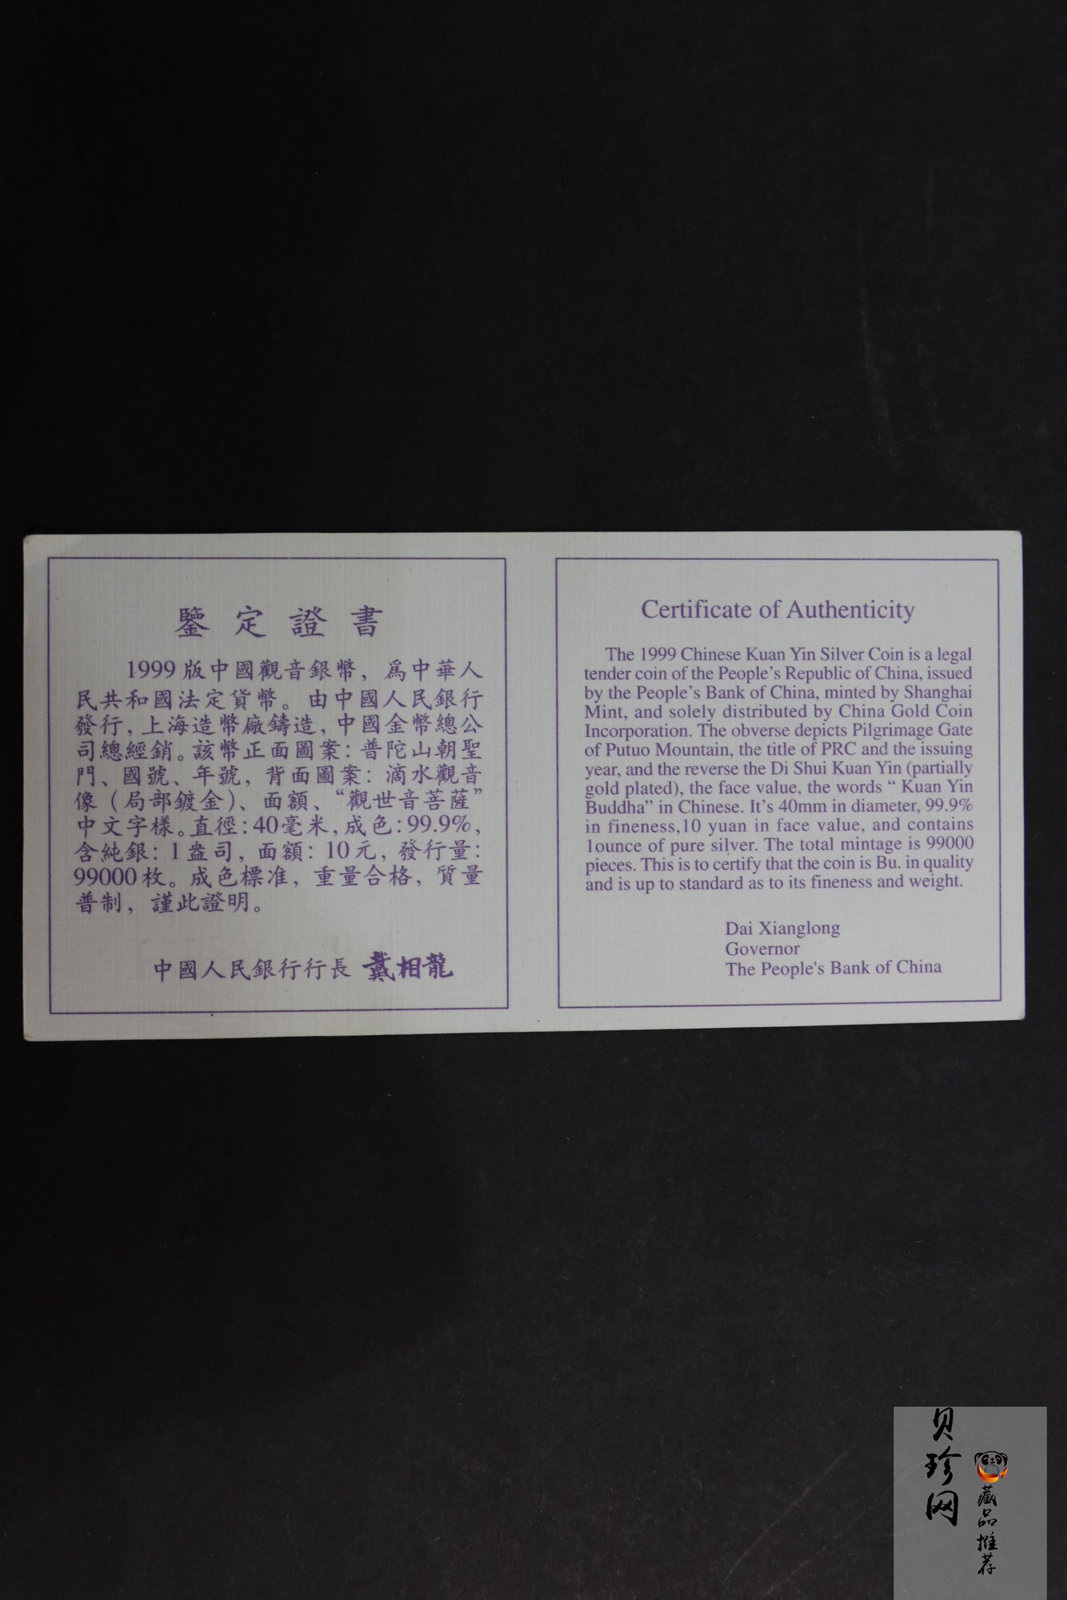 鑒定證書
1999版中國觀音銀幣，爲中華人
民共和國法定貨幣。由中國人民銀行
發行，上海造幣廠鑄造，中國金幣總公
司總經銷。該幣正面圖案：普陀山朝聖
門、國號、年號，背面圖案：滴水觀音
像（局部鍍金）、面額、“觀世音菩薩”
中文字樣。直徑：40毫米，成色：99.9%，
含純銀：1盎司，面額：10元，發行量：
99000枚。成色標准，重量合格，質量
普制，謹此證明。
中國人民銀行行長 戴相龍
Certificate of Authenticity
The 1999 Chinese Kuan Yin Silver Coin is a legal
tender coin of the People's Republic of China, issued
by the People's Bank of China, minted by Shanghai
Mint, and solely distributed by China Gold Coin
Incorporation. The obverse depicts Pilgrimage Gate
of Putuo Mountain, the title of PRC and the issuing
year, and the reverse the Di Shui Kuan Yin (partially
gold plated), the face value, the words “ Kuan Yin
Buddha” in Chinese. It's 40mm in diameter, 99.9%
in fineness,10 yuan in face value, and contains
1ounce of pure silver. The total mintage is 99000
pieces. This is to certify that the coin is Bu. in quality
and is up to standard as to its fineness and weight.
Dai Xianglong
Governor
The People's Bank of China
贝珍网
藏品推荐